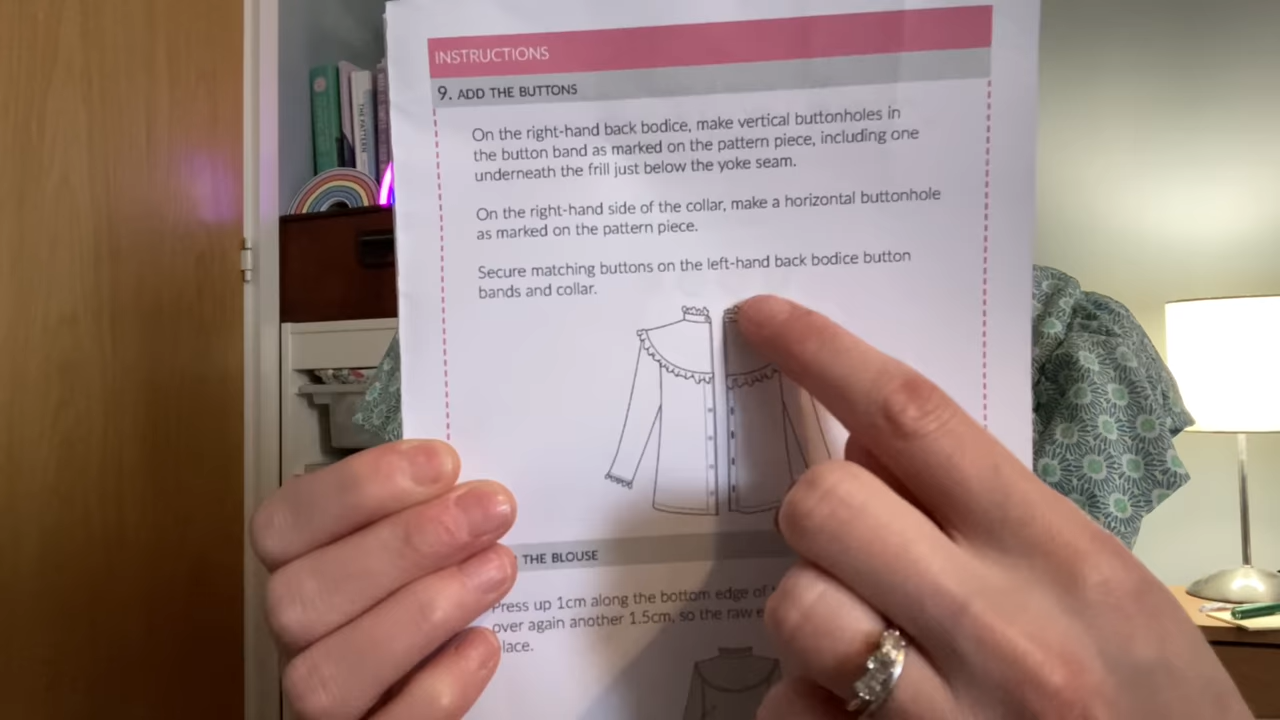 INSTRUCTIONS
9. ADD THE BUTTONS
On the right-hand back bodice, make vertical buttonholes in
the button band as marked on the pattern piece, including one
underneath the frill just below the yoke seam.
On the right-hand side of the collar, make a horizontal buttonhole
as marked on the pattern piece.
Secure matching buttons on the left-hand back bodice button
bands and collar.
THE BLOUSE
Press up 1cm along the bottom edge of
over again another 1.5cm, so the raw
THE PATTERN